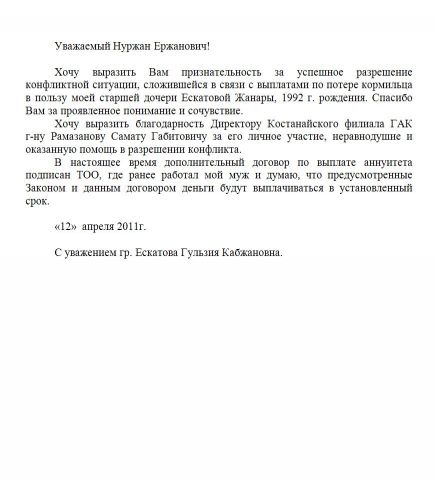 Уважаемый Нуржан Ержанович!
Хочу выразить Вам признательность за успешное разрешение
конфликтной ситуации, сложившейся в связи с выплатами по потере кормильца
в пользу моей старшей дочери Ескатовой Жанары, 1992 г. рождения. Спасибо
Вам за проявленное понимание и сочувствие.
Хочу выразить благодарность Директору Костанайского филиала ГАК
г-ну Рамазанову Самату Габитовичу за его личное участие, неравнодушие и
оказанную помощь в разрешении конфликта.
В настоящее время дополнительный договор по выплате аннуитета
подписан ТОО, где ранее работал мой муж и думаю, что предусмотренные
Законом и данным договором деньги будут выплачиваться в установленный
срок.
«12» апреля 2011г.
С уважением гр. Ескатова Гульзия Кабжановна.